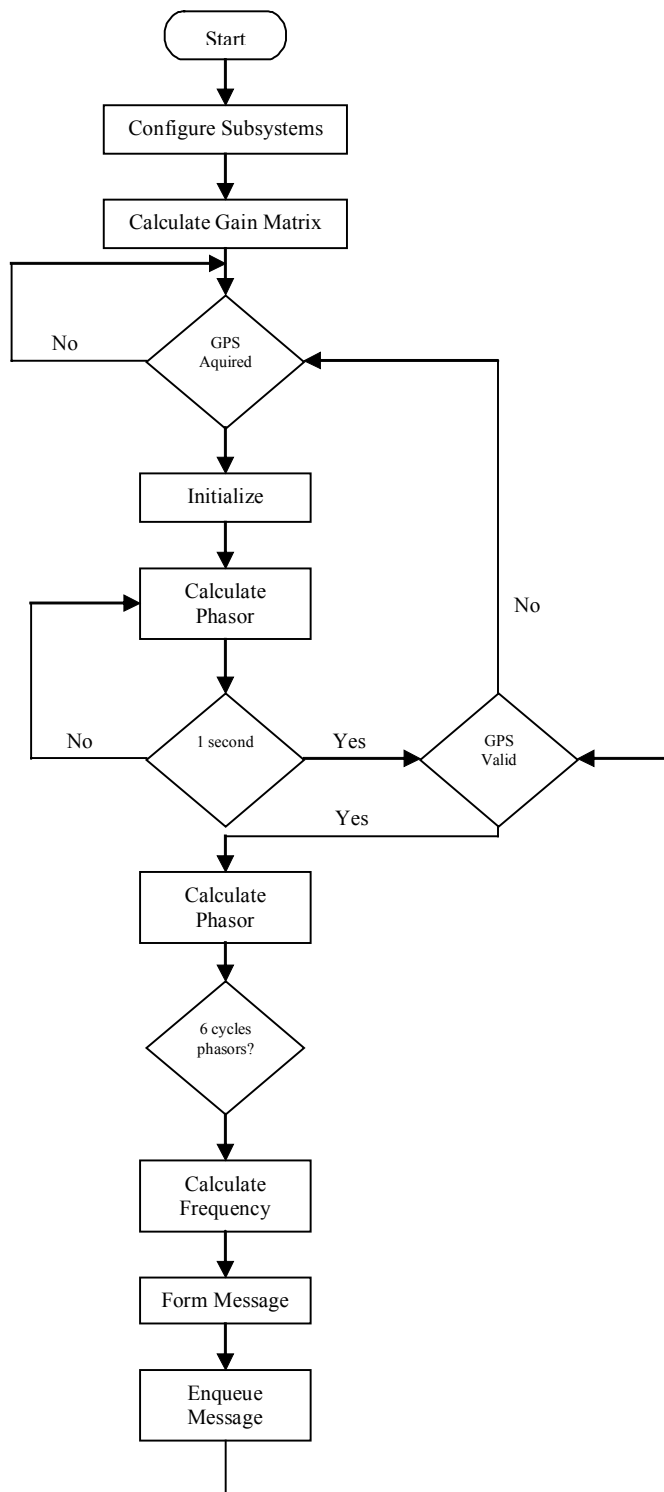 Start
Configure Subsystems
Calculate Gain Matrix
No
GPS
Aquired
Initialize
Calculate
Phasor
No
No
1 second
Yes
GPS
Valid
Yes
Calculate
Phasor
6 cycles
phasors?
Calculate
Frequency
Form Message
Enqueue
Message